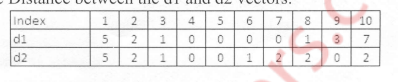 Distance between the d1 and d2 vectors.
Index 1 2 3 4 5 6 7 8 9 10
d1 5 2 1 0 0 0 0 1 3 7
d2 5 2 1 0 0 1 2 2 0 2